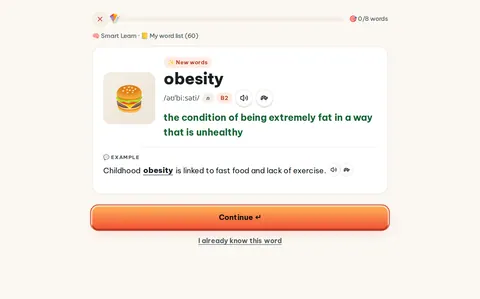 0/8 words
Smart Learn · My word list (60)
New words
obesity
/əʊˈbiːsəti/ n B2
the condition of being extremely fat in a way
that is unhealthy
EXAMPLE
Childhood obesity is linked to fast food and lack of exercise.
Continue ↵
I already know this word